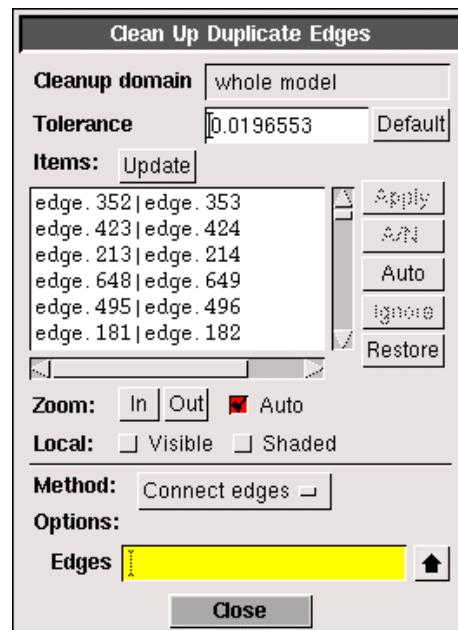 Clean Up Duplicate Edges
Cleanup domain whole model
Tolerance 0.0196553 Default
Items: Update
edge.352|edge.353
edge.423|edge.424
edge.213|edge.214
edge.648|edge.649
edge.495|edge.496
edge.181|edge.182
Apply
A/N
Auto
Ignore
Restore
Zoom: In Out Auto
Local: Visible Shaded
Method: Connect edges
Options:
Edges
Close